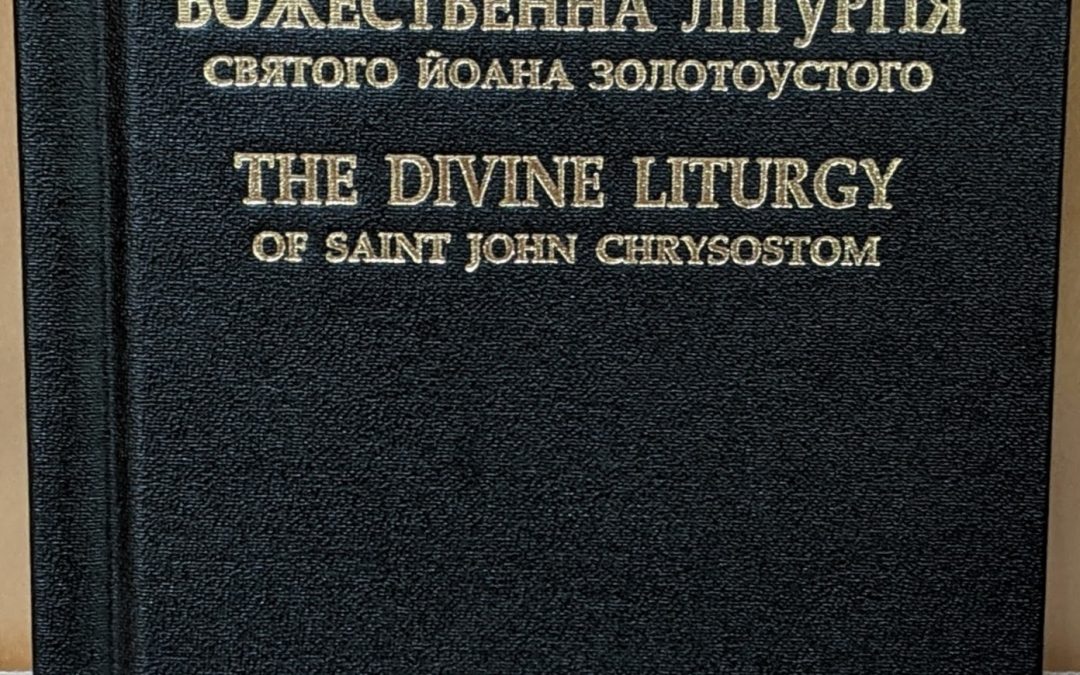 БОЖЕСТВЕННА ЛІТУРГІЯ
СВЯТОГО ЙОАНА ЗОЛОТОУСТОГО
THE DIVINE LITURGY
OF SAINT JOHN CHRYSOSTOM